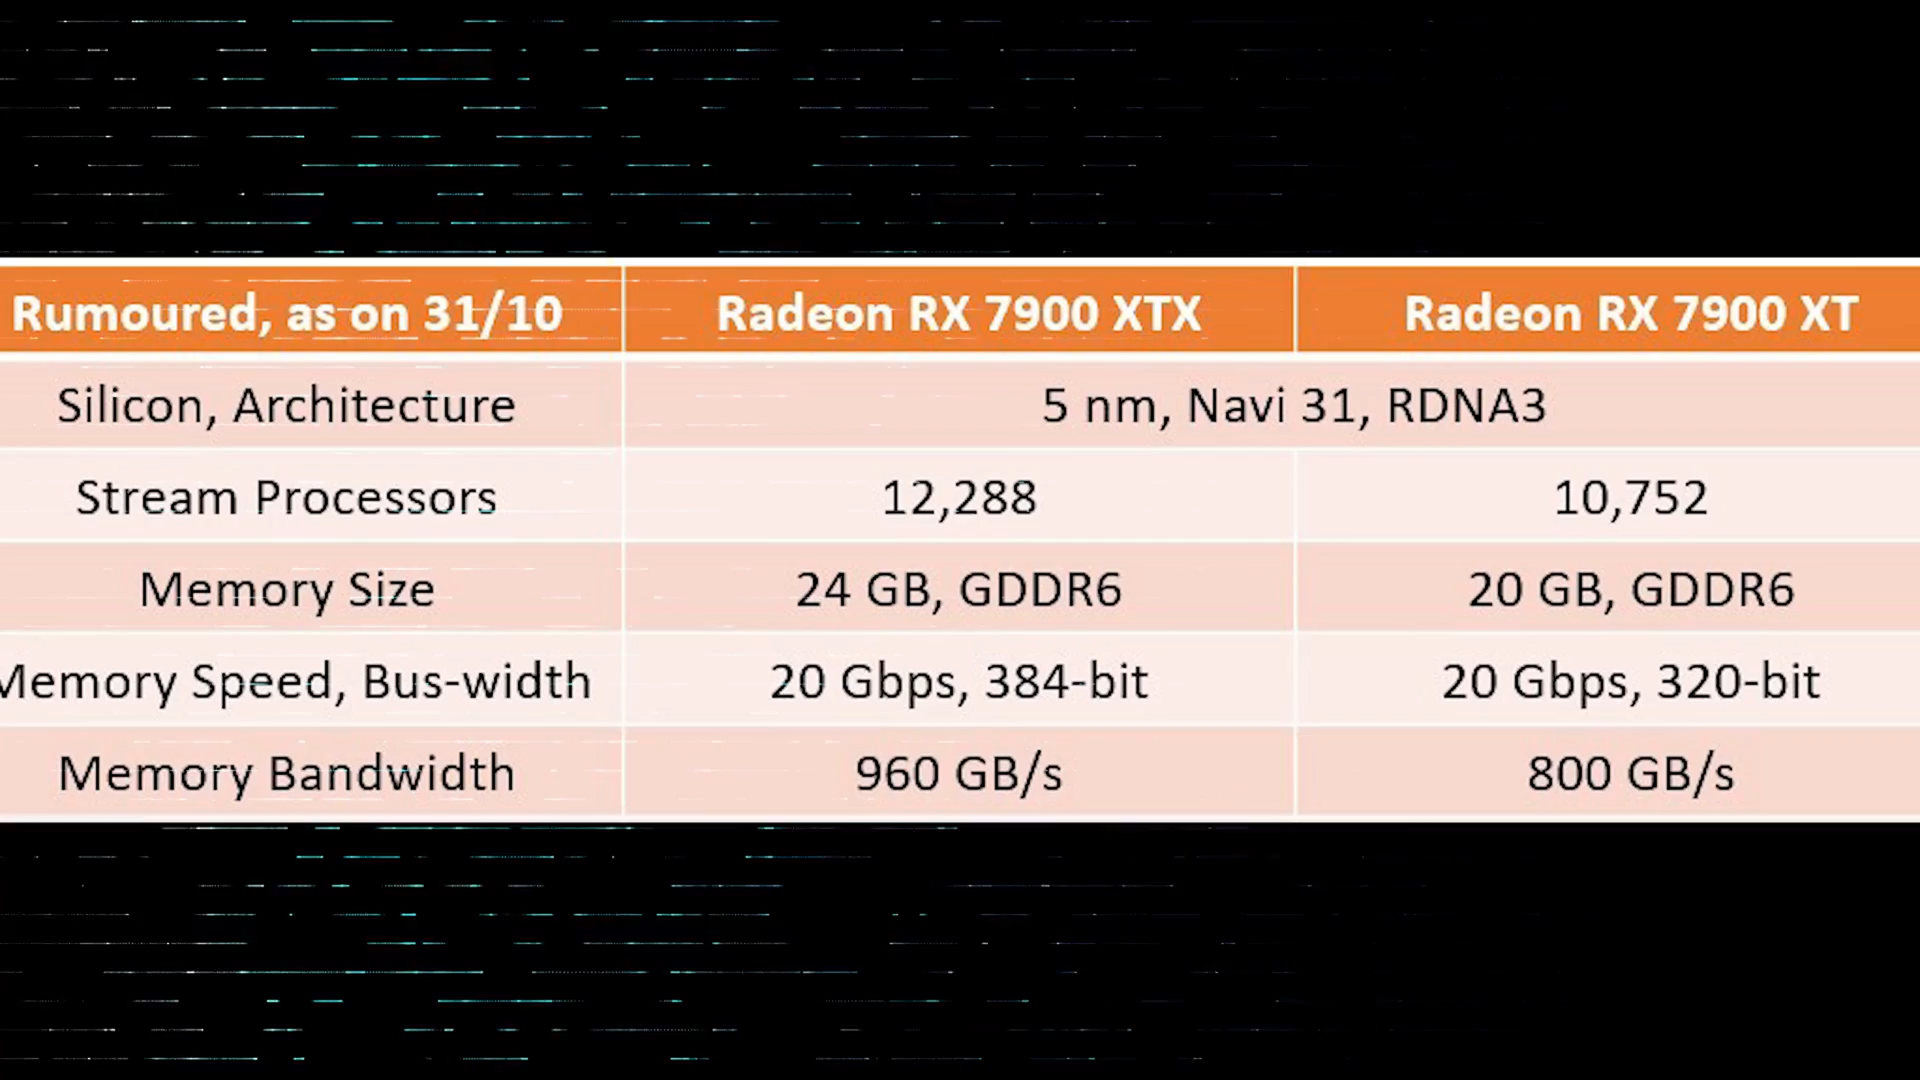 Rumoured, as on 31/10 Radeon RX 7900 XTX Radeon RX 7900 XT
Silicon, Architecture 5 nm, Navi 31, RDNA3
Stream Processors 12,288 10,752
Memory Size 24 GB, GDDR6 20 GB, GDDR6
Memory Speed, Bus-width 20 Gbps, 384-bit 20 Gbps, 320-bit
Memory Bandwidth 960 GB/s 800 GB/s